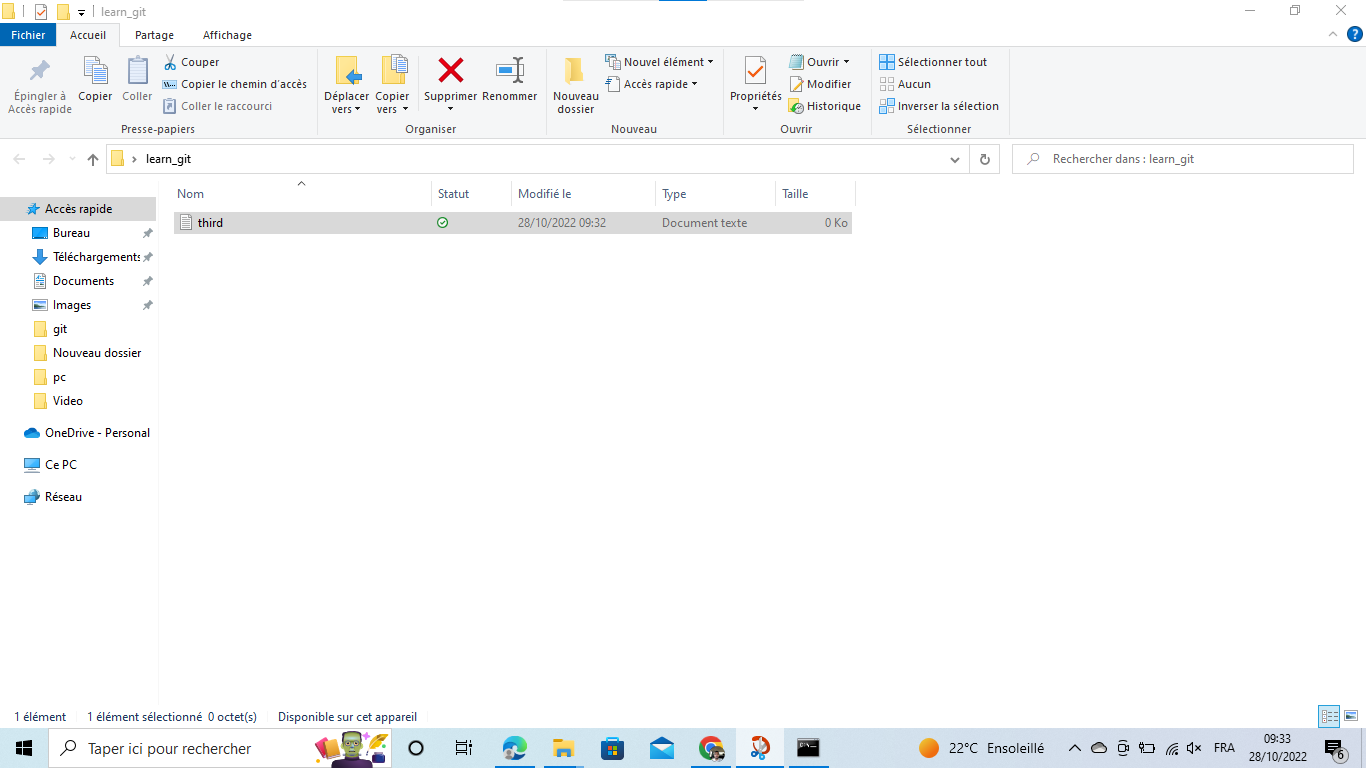 learn_git
Fichier Accueil Partage Affichage
Épingler à Accès rapide
Copier
Coller
Couper
Copier le chemin d'accès
Coller le raccourci
Presse-papiers
Déplacer vers
Copier vers
Supprimer
Renommer
Organiser
Nouveau dossier
Nouvel élément
Accès rapide
Nouveau
Propriétés
Ouvrir
Modifier
Historique
Ouvrir
Sélectionner tout
Aucun
Inverser la sélection
Sélectionner
learn_git
Rechercher dans : learn_git
Nom Statut Modifié le Type Taille
third 28/10/2022 09:32 Document texte 0 Ko
Accès rapide
Bureau
Téléchargements
Documents
Images
git
Nouveau dossier
pc
Video
OneDrive - Personal
Ce PC
Réseau
1 élément 1 élément sélectionné 0 octet(s) Disponible sur cet appareil
Taper ici pour rechercher
22°C Ensoleillé
FRA
09:33
28/10/2022
6